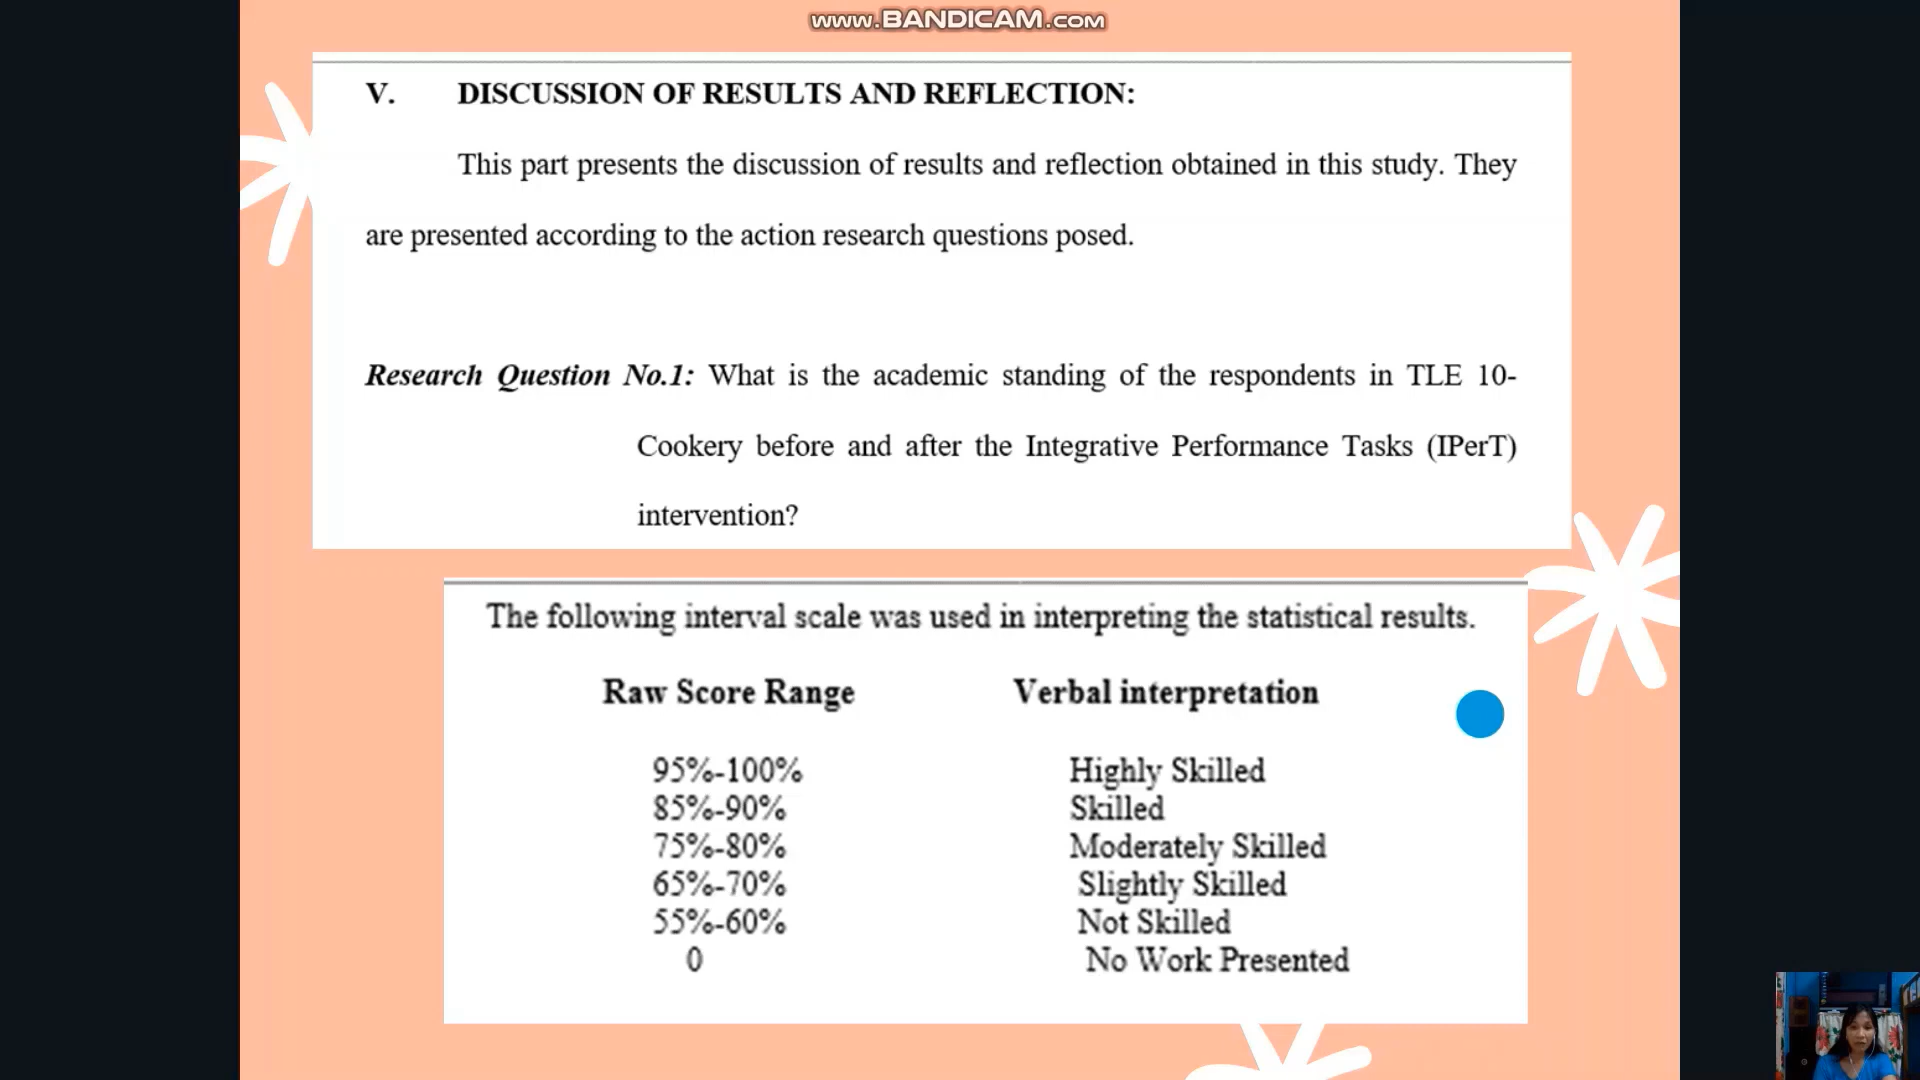 www.BANDICAM.com
V. DISCUSSION OF RESULTS AND REFLECTION:
This part presents the discussion of results and reflection obtained in this study. They
are presented according to the action research questions posed.
Research Question No.1: What is the academic standing of the respondents in TLE 10-
Cookery before and after the Integrative Performance Tasks (IPerT)
intervention?
The following interval scale was used in interpreting the statistical results.
Raw Score Range Verbal interpretation
95%-100% Highly Skilled
85%-90% Skilled
75%-80% Moderately Skilled
65%-70% Slightly Skilled
55%-60% Not Skilled
0 No Work Presented